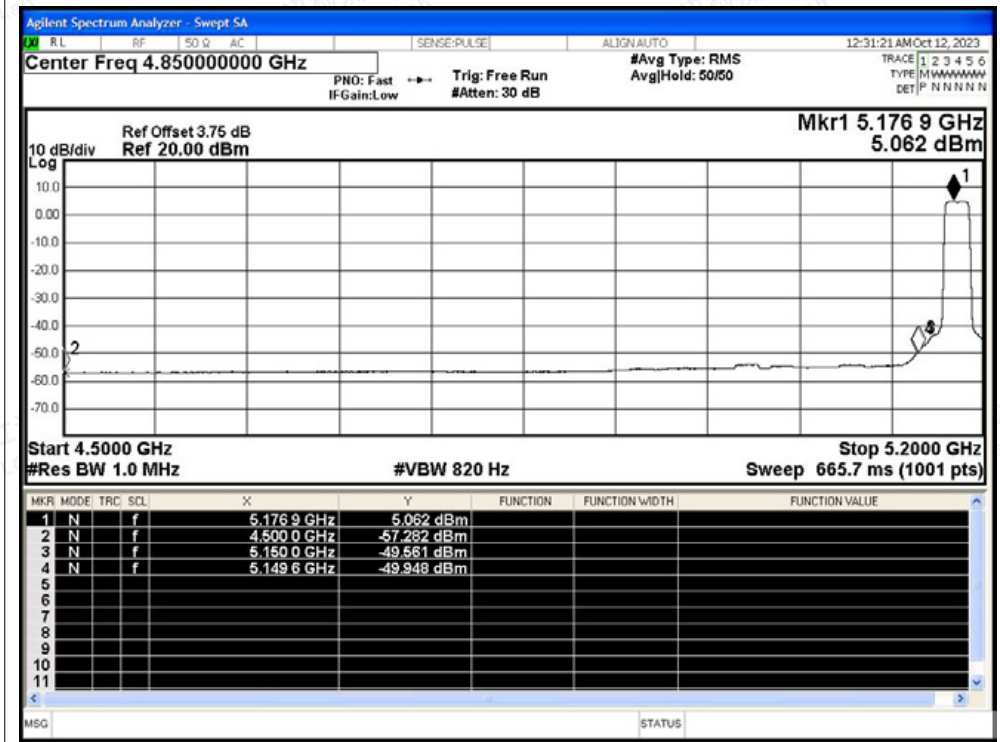 Agilent Spectrum Analyzer - Swept SA
LXI RL RF 50 Ω AC SENSE:PULSE ALIGN AUTO 12:31:21 AM Oct 12, 2023
Center Freq 4.850000000 GHz
#Avg Type: RMS
TRACE 1 2 3 4 5 6
PNO: Fast Trig: Free Run
Avg|Hold: 50/50
TYPE M WWWWW
IFGain:Low #Atten: 30 dB
DET P N N N N N
Mkr1 5.176 9 GHz
Ref Offset 3.75 dB
5.062 dBm
10 dB/div Ref 20.00 dBm
Log
1
10.0
0.00
-10.0
-20.0
-30.0
-40.0
-50.0 2
-60.0
-70.0
Start 4.5000 GHz Stop 5.2000 GHz
#Res BW 1.0 MHz #VBW 820 Hz Sweep 665.7 ms (1001 pts)
MKR MODE TRC SCL X Y FUNCTION FUNCTION WIDTH FUNCTION VALUE
1 N f 5.176 9 GHz 5.062 dBm
2 N f 4.500 0 GHz -57.282 dBm
3 N f 5.150 0 GHz -49.561 dBm
4 N f 5.149 6 GHz -49.948 dBm
5
6
7
8
9
10
11
MSG STATUS